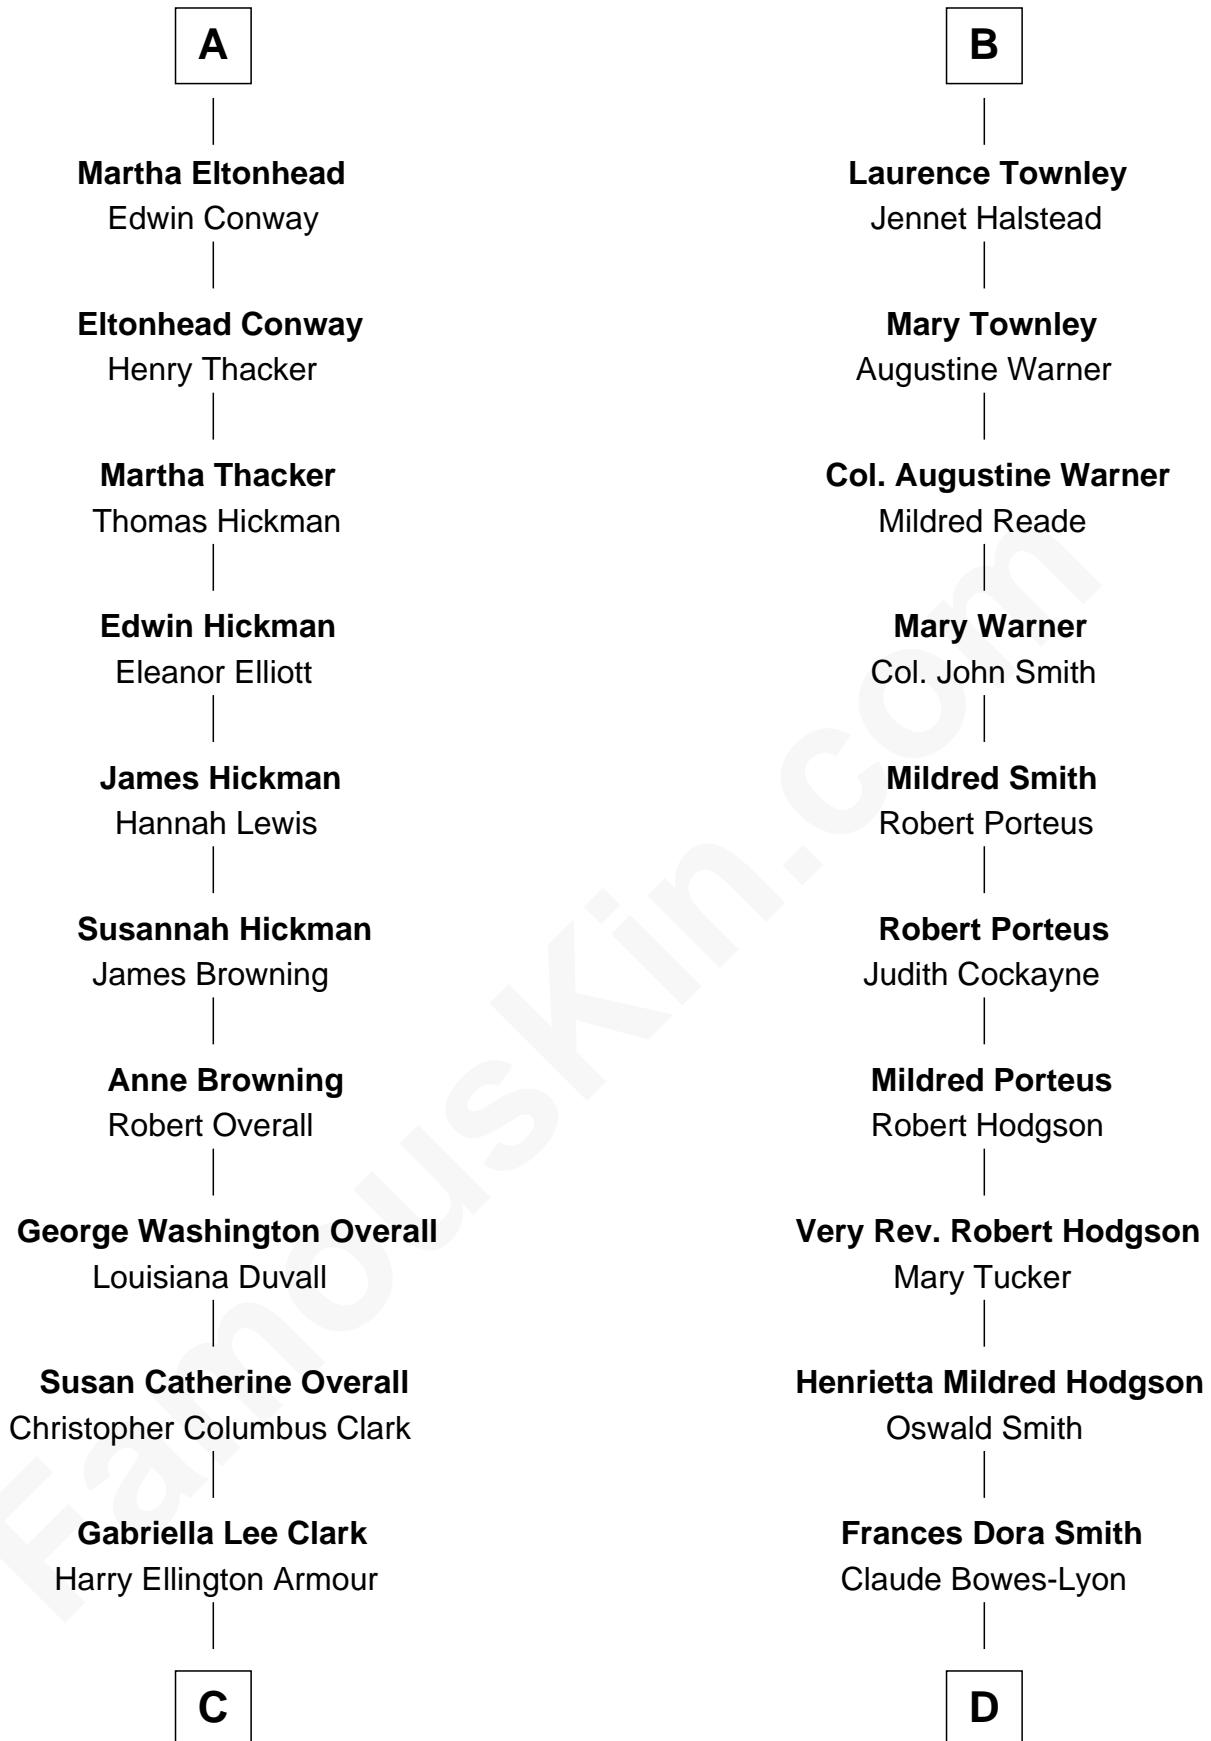 A
Martha Eltonhead
Edwin Conway
Eltonhead Conway
Henry Thacker
Martha Thacker
Thomas Hickman
Edwin Hickman
Eleanor Elliott
James Hickman
Hannah Lewis
Susannah Hickman
James Browning
Anne Browning
Robert Overall
George Washington Overall
Louisiana Duvall
Susan Catherine Overall
Christopher Columbus Clark
Gabriella Lee Clark
Harry Ellington Armour
C
B
Laurence Townley
Jennet Halstead
Mary Townley
Augustine Warner
Col. Augustine Warner
Mildred Reade
Mary Warner
Col. John Smith
Mildred Smith
Robert Porteus
Robert Porteus
Judith Cockayne
Mildred Porteus
Robert Hodgson
Very Rev. Robert Hodgson
Mary Tucker
Henrietta Mildred Hodgson
Oswald Smith
Frances Dora Smith
Claude Bowes-Lyon
D
FamousKin.com